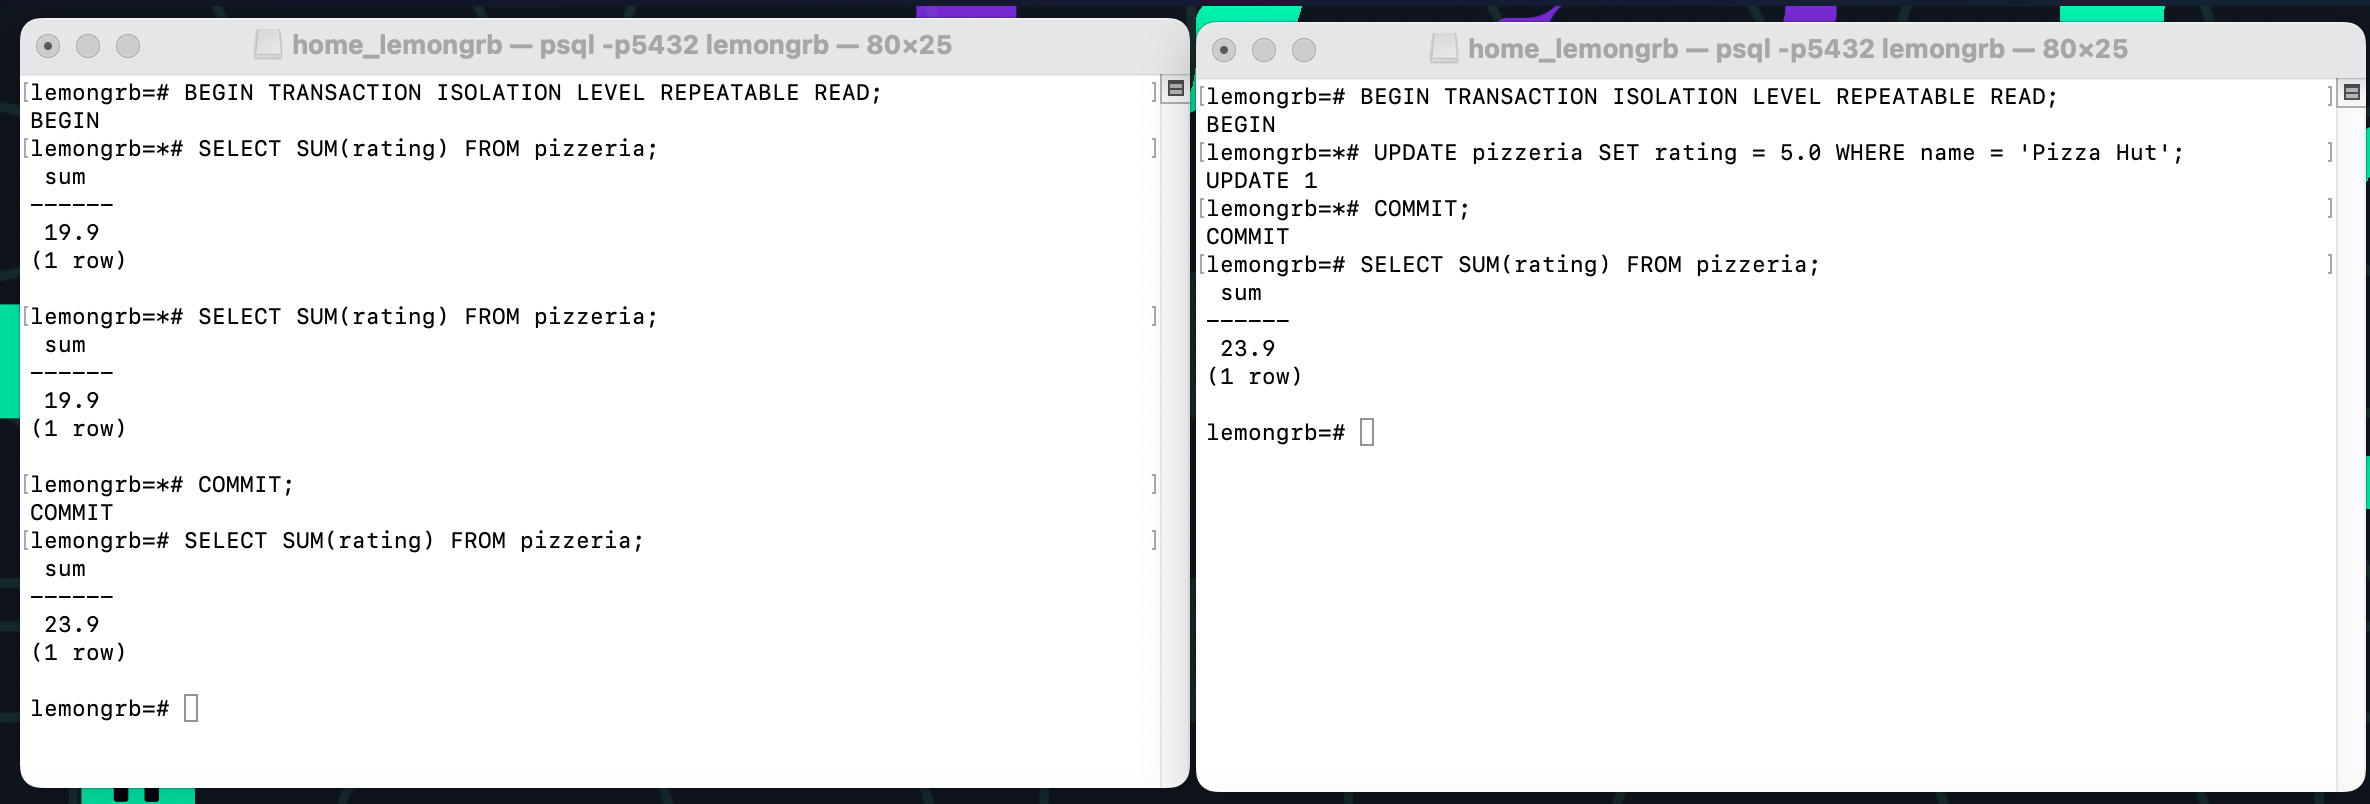 home_lemongrb — psql -p5432 lemongrb — 80×25
[lemongrb=# BEGIN TRANSACTION ISOLATION LEVEL REPEATABLE READ; ]
BEGIN
[lemongrb=*# SELECT SUM(rating) FROM pizzeria; ]
sum
------
19.9
(1 row)
[lemongrb=*# SELECT SUM(rating) FROM pizzeria; ]
sum
------
19.9
(1 row)
[lemongrb=*# COMMIT; ]
COMMIT
[lemongrb=# SELECT SUM(rating) FROM pizzeria; ]
sum
------
23.9
(1 row)
lemongrb=#
home_lemongrb — psql -p5432 lemongrb — 80×25
[lemongrb=# BEGIN TRANSACTION ISOLATION LEVEL REPEATABLE READ; ]
BEGIN
[lemongrb=*# UPDATE pizzeria SET rating = 5.0 WHERE name = 'Pizza Hut'; ]
UPDATE 1
[lemongrb=*# COMMIT; ]
COMMIT
[lemongrb=# SELECT SUM(rating) FROM pizzeria; ]
sum
------
23.9
(1 row)
lemongrb=#